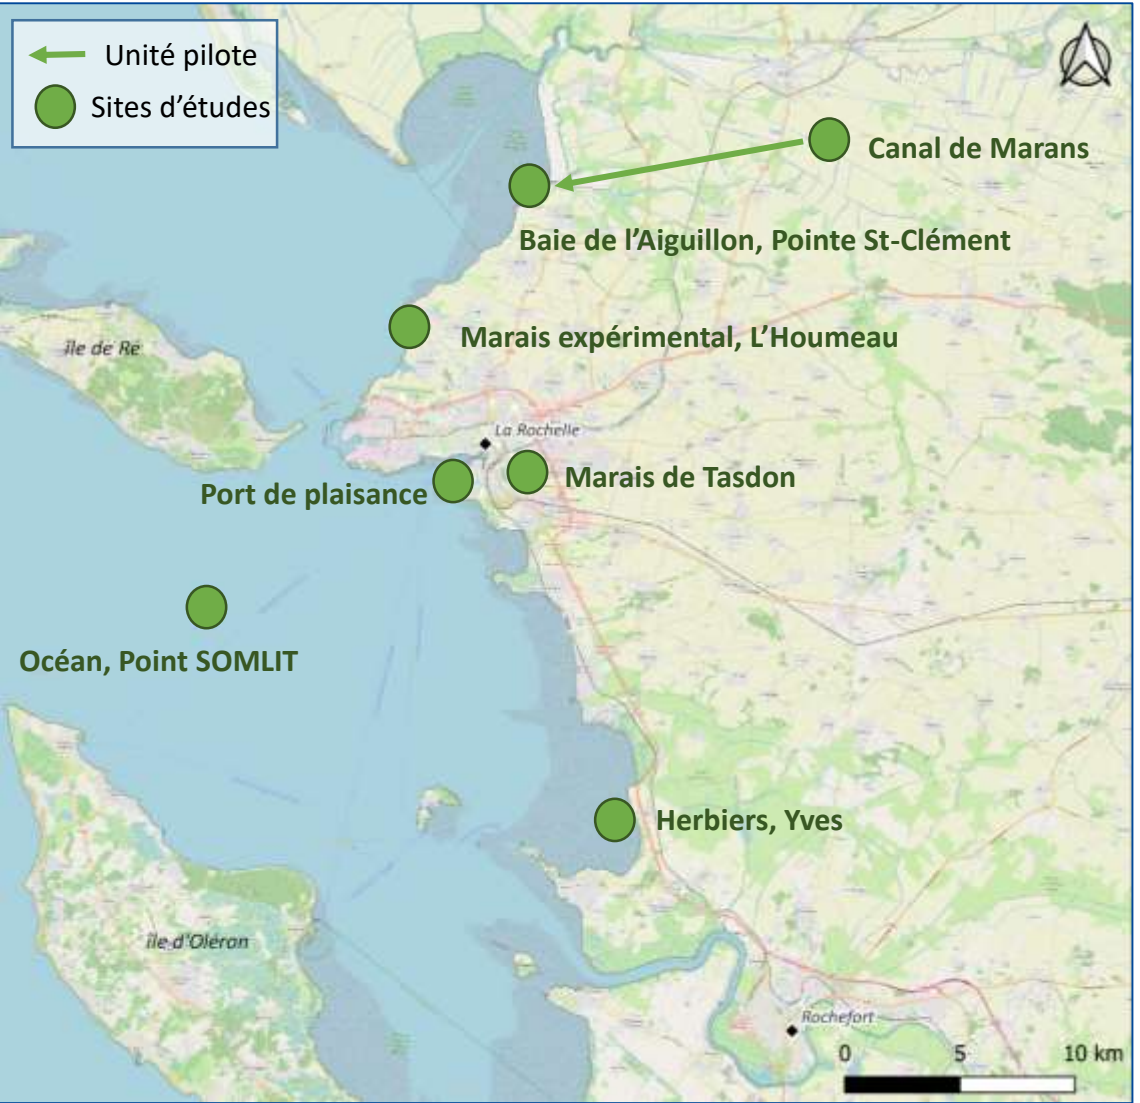 Unité pilote
Sites d'études
Canal de Marans
Baie de l'Aiguillon, Pointe St-Clément
Marais expérimental, L'Houmeau
île de Ré
La Rochelle
Marais de Tasdon
Port de plaisance
Océan, Point SOMLIT
Herbiers, Yves
île d'Oléron
Rochefort
0 5 10 km